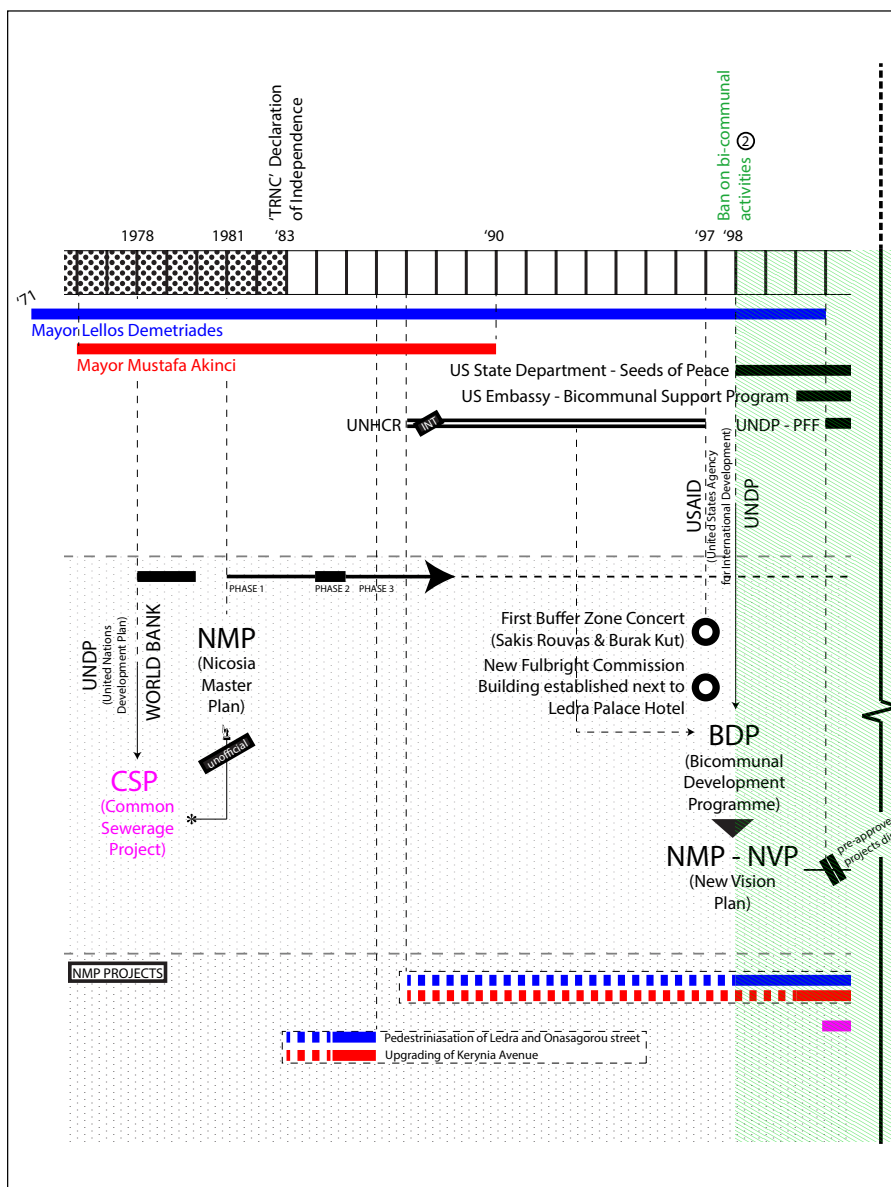 'TRNC' Declaration
of Independence
Ban on bi-communal
activities 2
1978
1981
'83
'90
'97
'98
'71
Mayor Lellos Demetriades
Mayor Mustafa Akinci
US State Department - Seeds of Peace
US Embassy - Bicommunal Support Program
UNHCR
INT
UNDP - PFF
USAID
(United States Agency
for International Development)
UNDP
PHASE 1
PHASE 2
PHASE 3
UNDP
(United Nations
Development Plan)
WORLD BANK
NMP
(Nicosia
Master
Plan)
unofficial
CSP
(Common
Sewerage
Project)
*
First Buffer Zone Concert
(Sakis Rouvas & Burak Kut)
New Fulbright Commission
Building established next to
Ledra Palace Hotel
BDP
(Bicommunal
Development
Programme)
NMP - NVP
(New Vision
Plan)
pre-approve
projects di
NMP PROJECTS
Pedestriniasation of Ledra and Onasagorou street
Upgrading of Kerynia Avenue